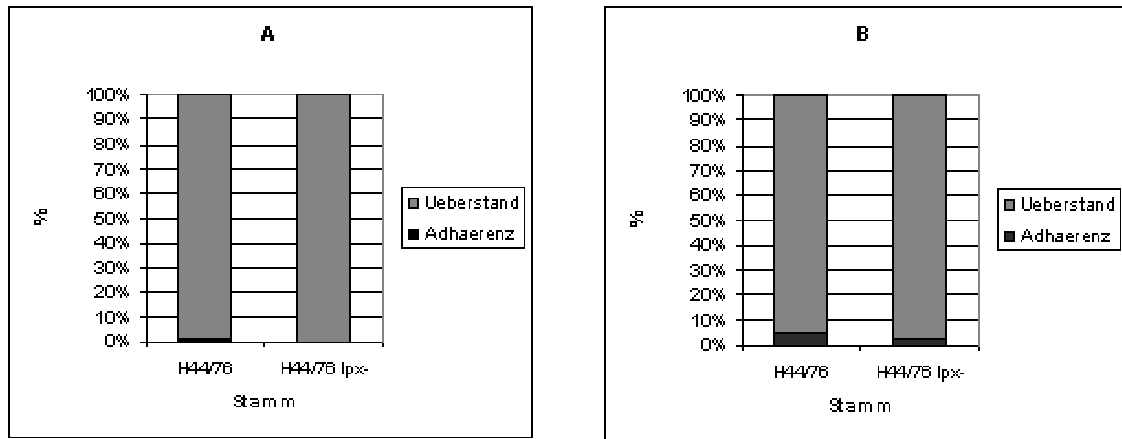 A
100%
90%
80%
70%
60%
50%
40%
30%
20%
10%
0%
%
H44/76
H44/76 lpx-
Stamm
Ueberstand
Adhaerenz
B
100%
90%
80%
70%
60%
50%
40%
30%
20%
10%
0%
%
H44/76
H44/76 lpx-
Stamm
Ueberstand
Adhaerenz